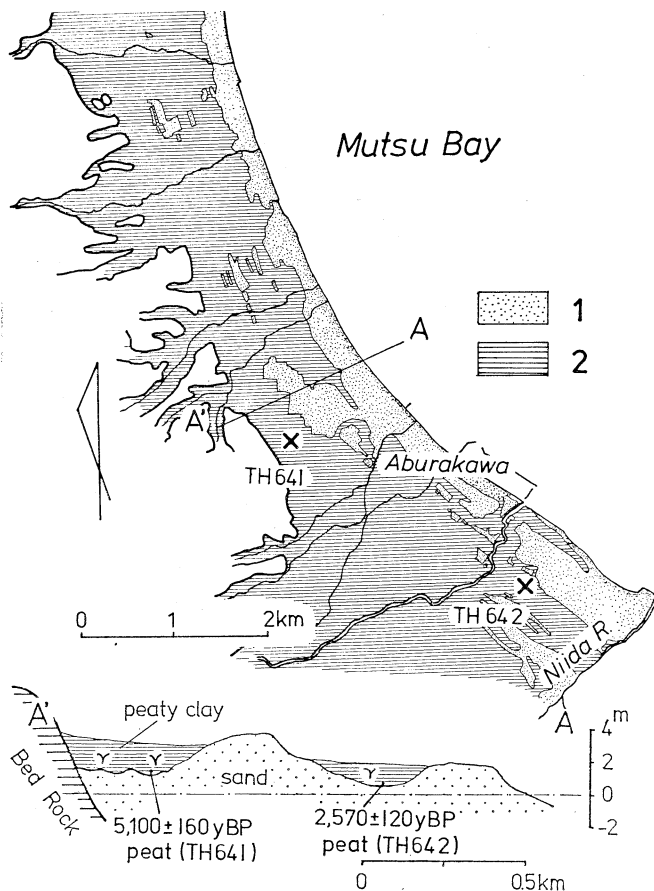 Mutsu Bay
1
2
A
A'
TH641
Aburakawa
TH642
0 1 2km
Niida R.
A'
peaty clay
A
4m
2
0
-2
Bed Rock
sand
5,100±160yBP
peat (TH641)
2,570±120yBP
peat (TH642)
0 0.5km